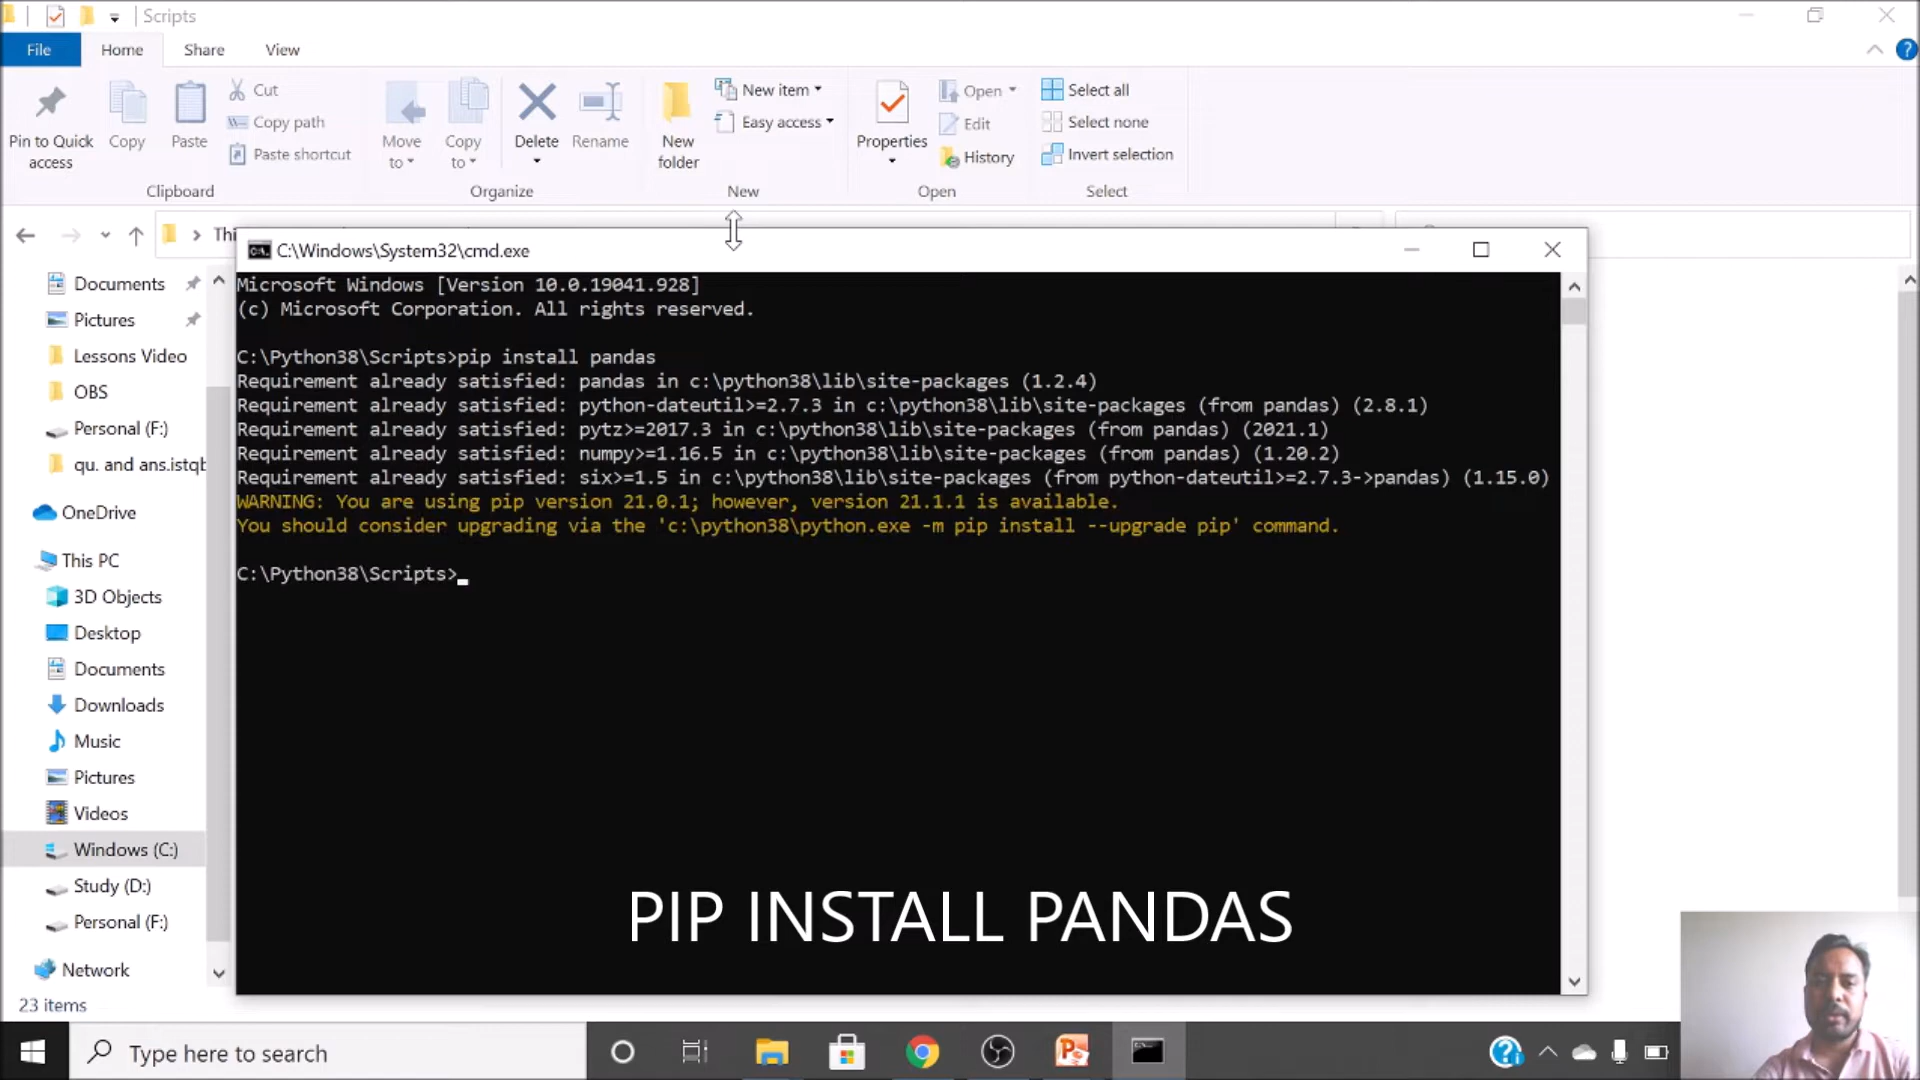 Scripts
File Home Share View
Pin to Quick access
Copy
Paste
Cut
Copy path
Paste shortcut
Clipboard
Move to
Copy to
Delete
Rename
Organize
New folder
New item
Easy access
New
Properties
Open
Edit
History
Open
Select all
Select none
Invert selection
Select
Thi
C:\Windows\System32\cmd.exe
Microsoft Windows [Version 10.0.19041.928]
(c) Microsoft Corporation. All rights reserved.
C:\Python38\Scripts>pip install pandas
Requirement already satisfied: pandas in c:\python38\lib\site-packages (1.2.4)
Requirement already satisfied: python-dateutil>=2.7.3 in c:\python38\lib\site-packages (from pandas) (2.8.1)
Requirement already satisfied: pytz>=2017.3 in c:\python38\lib\site-packages (from pandas) (2021.1)
Requirement already satisfied: numpy>=1.16.5 in c:\python38\lib\site-packages (from pandas) (1.20.2)
Requirement already satisfied: six>=1.5 in c:\python38\lib\site-packages (from python-dateutil>=2.7.3->pandas) (1.15.0)
WARNING: You are using pip version 21.0.1; however, version 21.1.1 is available.
You should consider upgrading via the 'c:\python38\python.exe -m pip install --upgrade pip' command.
C:\Python38\Scripts>
PIP INSTALL PANDAS
Documents
Pictures
Lessons Video
OBS
Personal (F:)
qu. and ans.istqb
OneDrive
This PC
3D Objects
Desktop
Documents
Downloads
Music
Pictures
Videos
Windows (C:)
Study (D:)
Personal (F:)
Network
23 items
Type here to search